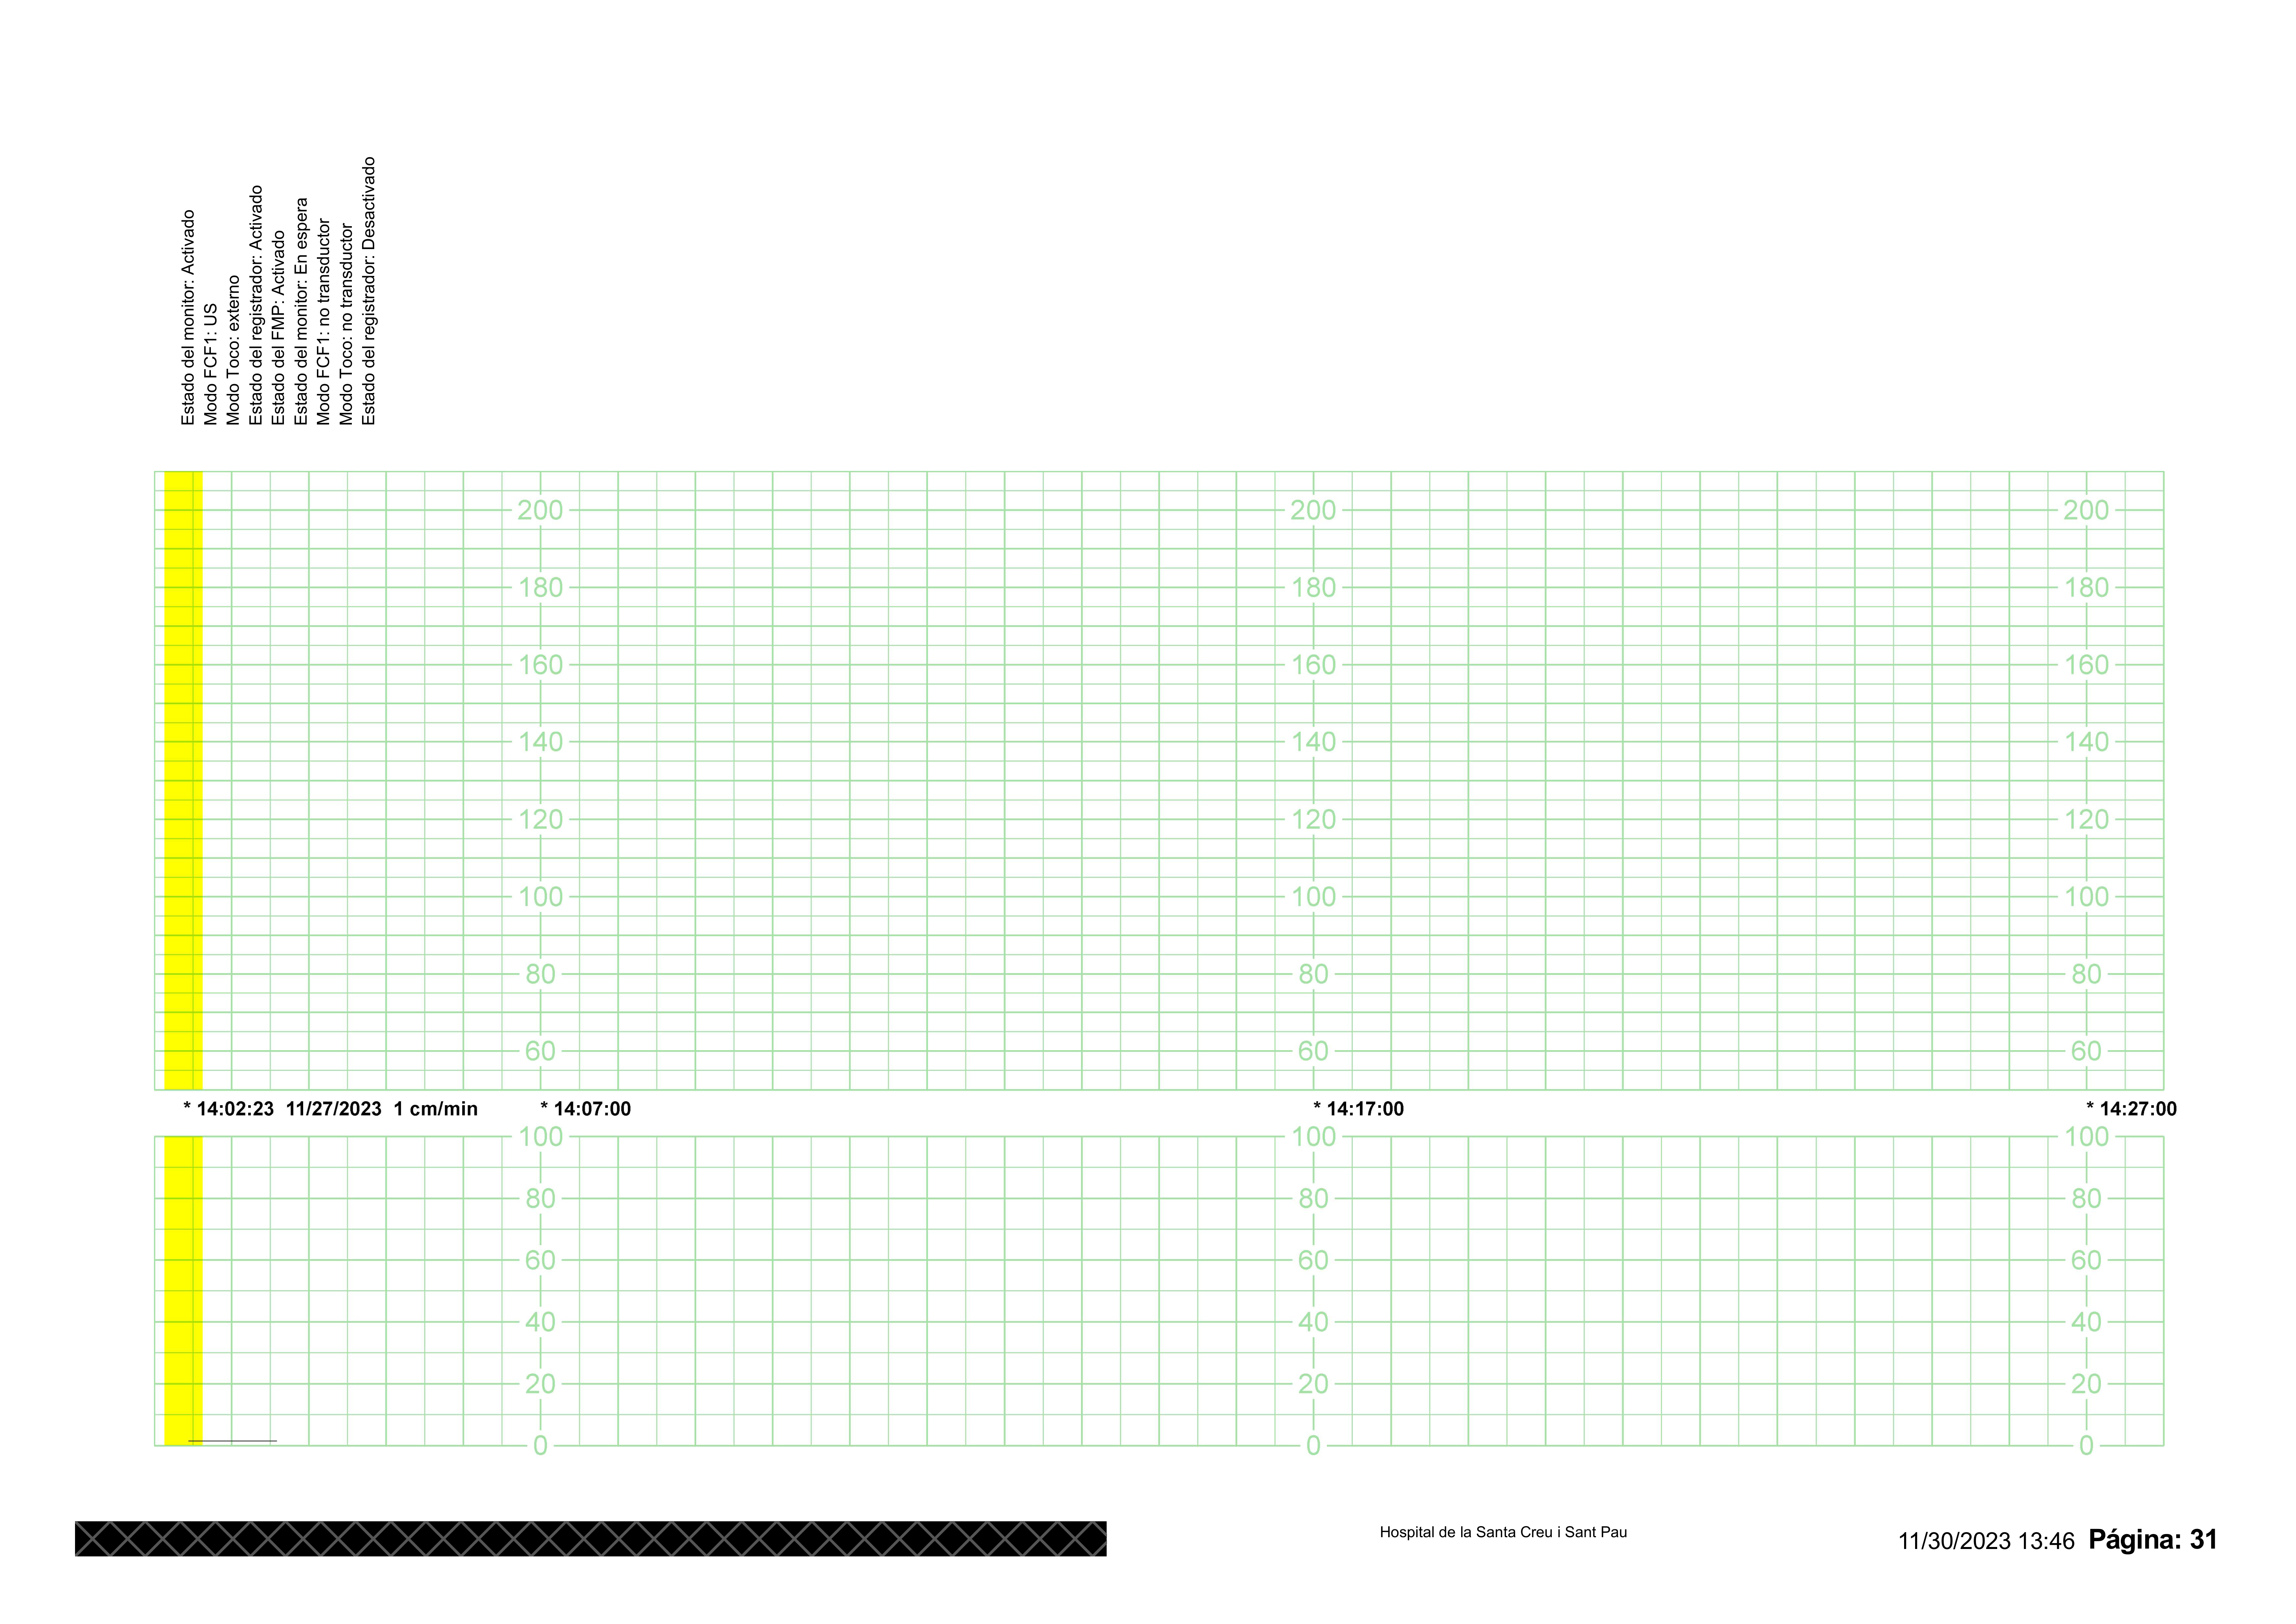 Estado del monitor: Activado
Modo FCF1: US
Modo Toco: externo
Estado del registrador: Activado
Estado del FMP: Activado
Estado del monitor: En espera
Modo FCF1: no transductor
Modo Toco: no transductor
Estado del registrador: Desactivado
200 200 200
180 180 180
160 160 160
140 140 140
120 120 120
100 100 100
80 80 80
60 60 60
* 14:02:23 11/27/2023 1 cm/min * 14:07:00 * 14:17:00 * 14:27:00
100 100 100
80 80 80
60 60 60
40 40 40
20 20 20
0 0 0
Hospital de la Santa Creu i Sant Pau
11/30/2023 13:46 Página: 31